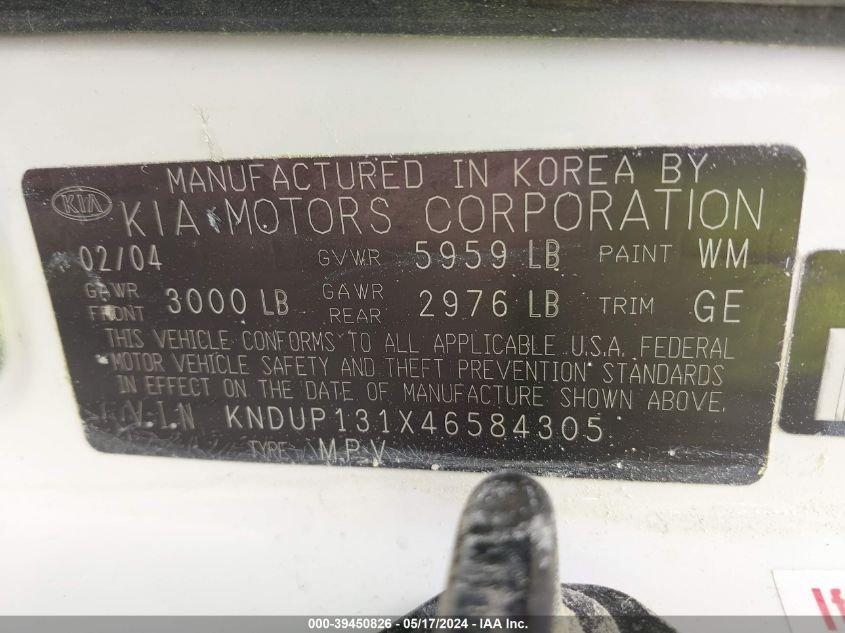 MANUFACTURED IN KOREA BY
KIA KIA MOTORS CORPORATION
02/04 GVWR 5959 LB PAINT WM
GAWR FRONT 3000 LB GAWR REAR 2976 LB TRIM GE
THIS VEHICLE CONFORMS TO ALL APPLICABLE U.S.A. FEDERAL
MOTOR VEHICLE SAFETY AND THEFT PREVENTION STANDARDS
IN EFFECT ON THE DATE OF MANUFACTURE SHOWN ABOVE.
V.I.N KNDUP131X46584305
TYPE M.P.V
If
000-39450826 - 05/17/2024 - IAA Inc.